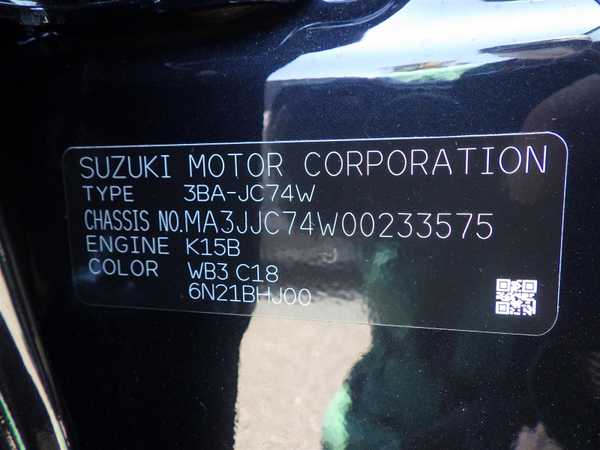 SUZUKI MOTOR CORPORATION
TYPE 3BA-JC74W
CHASSIS NO. MA3JJC74W00233575
ENGINE K15B
COLOR WB3 C18
6N21BHJ00